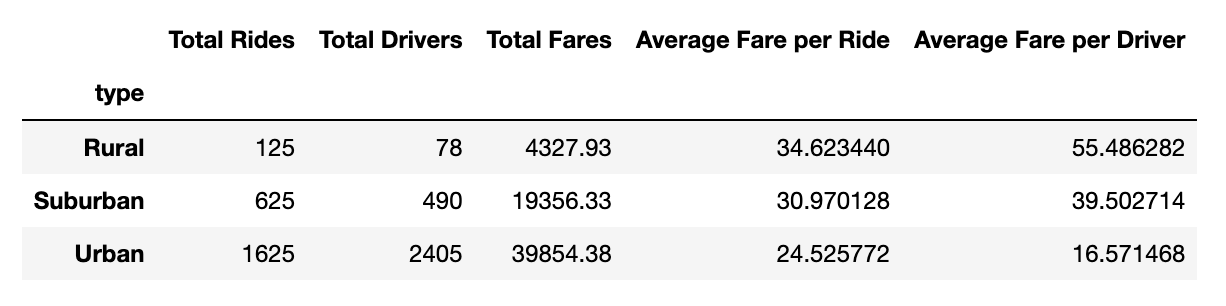 Total Rides Total Drivers Total Fares Average Fare per Ride Average Fare per Driver
type
Rural 125 78 4327.93 34.623440 55.486282
Suburban 625 490 19356.33 30.970128 39.502714
Urban 1625 2405 39854.38 24.525772 16.571468